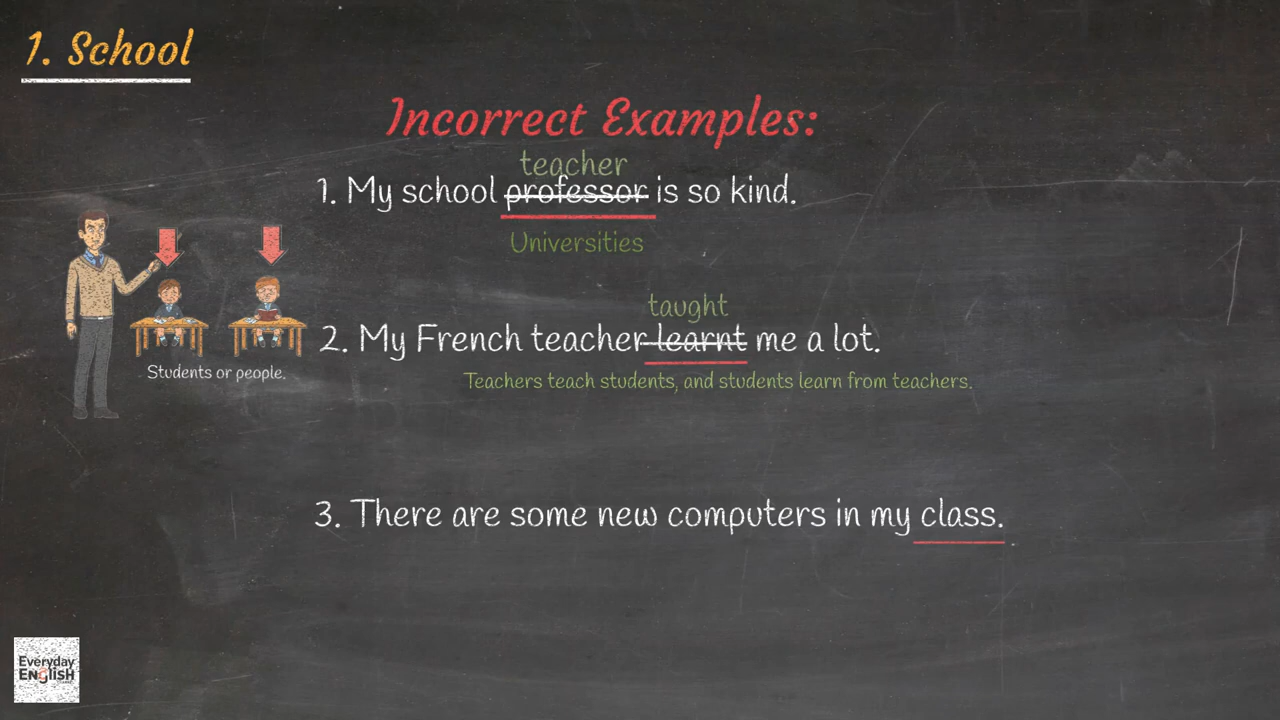 1. School
Incorrect Examples:
teacher
1. My school professor is so kind.
Universities
taught
2. My French teacher learnt me a lot.
Students or people.
Teachers teach students, and students learn from teachers.
3. There are some new computers in my class.
Everyday
English